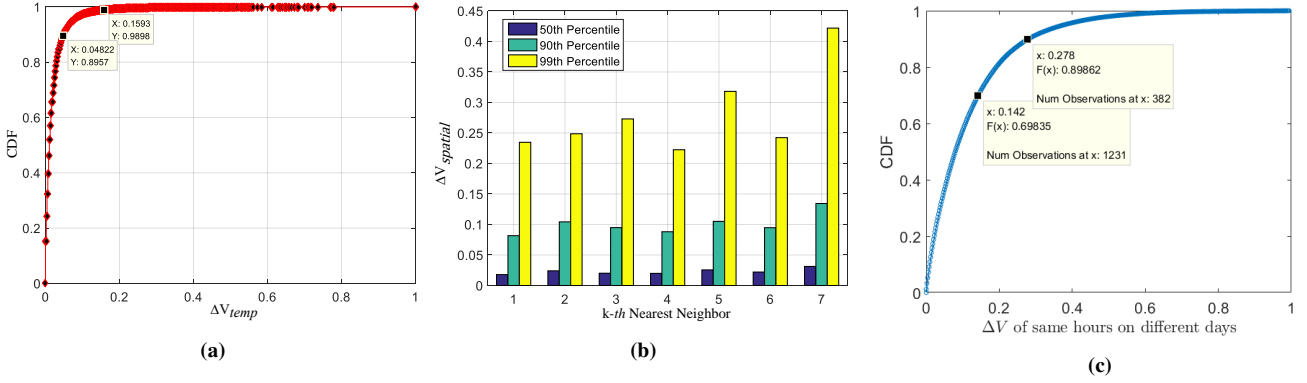 1
0.8
0.6
0.4
0.2
0
CDF
X: 0.1593
Y: 0.9898
X: 0.04822
Y: 0.8957
0 0.2 0.4 0.6 0.8 1
ΔV_temp
(a)
0.45
0.4
0.35
0.3
0.25
0.2
0.15
0.1
0.05
0
ΔV_spatial
50th Percentile
90th Percentile
99th Percentile
1 2 3 4 5 6 7
k-th Nearest Neighbor
(b)
1
0.8
0.6
0.4
0.2
0
CDF
x: 0.278
F(x): 0.89862
Num Observations at x: 382
x: 0.142
F(x): 0.69835
Num Observations at x: 1231
0 0.2 0.4 0.6 0.8 1
ΔV of same hours on different days
(c)